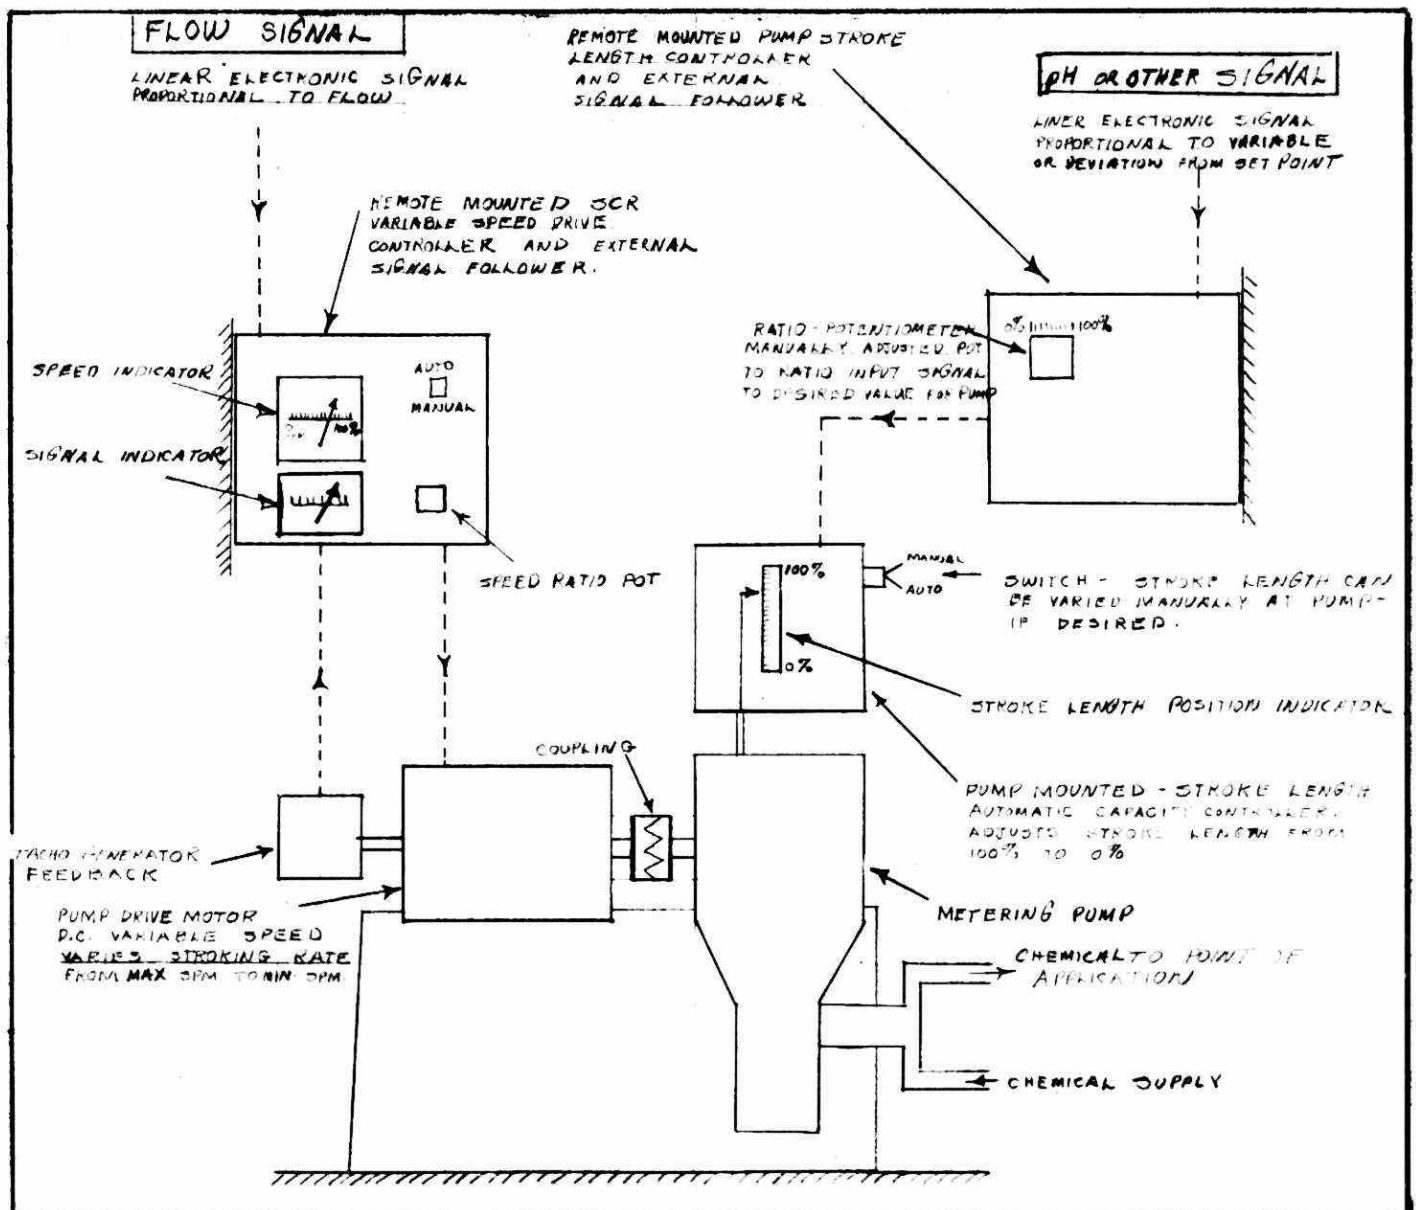 FLOW SIGNAL
LINEAR ELECTRONIC SIGNAL
PROPORTIONAL TO FLOW
REMOTE MOUNTED PUMP STROKE
LENGTH CONTROLLER
AND EXTERNAL
SIGNAL FOLLOWER
pH OR OTHER SIGNAL
LINER ELECTRONIC SIGNAL
PROPORTIONAL TO VARIABLE
OR DEVIATION FROM SET POINT
REMOTE MOUNTED SCR
VARIABLE SPEED DRIVE
CONTROLLER AND EXTERNAL
SIGNAL FOLLOWER.
SPEED INDICATOR
AUTO
MANUAL
0 100%
SIGNAL INDICATOR
SPEED RATIO POT
RATIO-POTENTIOMETER
MANUALLY ADJUSTED POT
TO RATIO INPUT SIGNAL
TO DESIRED VALUE FOR PUMP
0% 100%
100%
0%
MANUAL
AUTO
SWITCH - STROKE LENGTH CAN
BE VARIED MANUALLY AT PUMP-
IF DESIRED.
STROKE LENGTH POSITION INDICATOR
COUPLING
PUMP MOUNTED - STROKE LENGTH
AUTOMATIC CAPACITY CONTROLLER.
ADJUSTS STROKE LENGTH FROM
100% TO 0%
TACHO GENERATOR
FEEDBACK
PUMP DRIVE MOTOR
D.C. VARIABLE SPEED
VARIES STROKING RATE
FROM MAX SPM TO MIN SPM
METERING PUMP
CHEMICAL TO POINT OF
APPLICATION
CHEMICAL SUPPLY